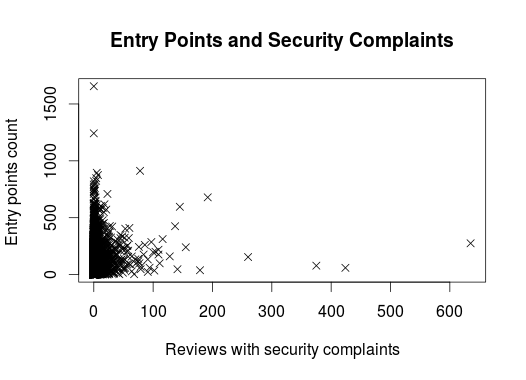 Entry Points and Security Complaints
Entry points count
1500
1000
500
0
0 100 200 300 400 500 600
Reviews with security complaints